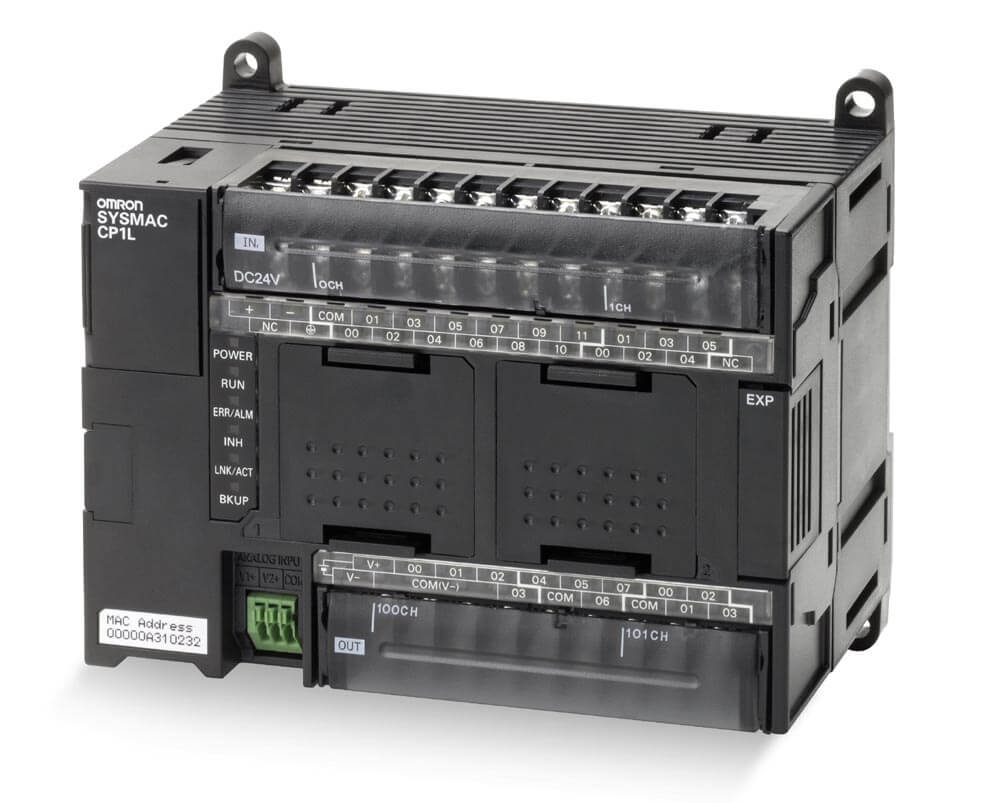 OMRON
SYSMAC
CP1L
IN.
DC24V
0CH
1CH
+ − COM 01 03 05 07 09 11 01 03 05
NC 00 02 04 06 08 10 00 02 04 NC
POWER
RUN
ERR/ALM
INH
LNK/ACT
BKUP
EXP
1
2
ANALOG INPUT
V1+ V2+ COM
V+ 00 01 02 04 05 07 00 02
V− COM(V−) 03 COM 06 COM 01 03
100CH
101CH
OUT
MAC Address
00000A310232